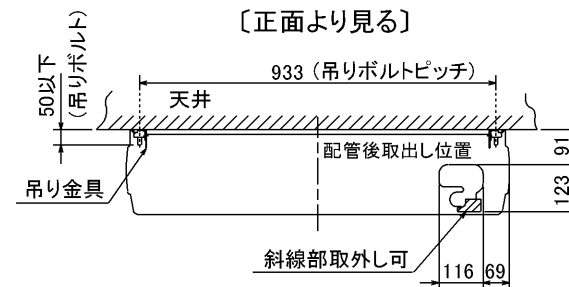 〔正面より見る〕
50以下
(吊りボルト)
933 (吊りボルトピッチ)
天井
配管後取出し位置
91
123
吊り金具
斜線部取外し可
116
69